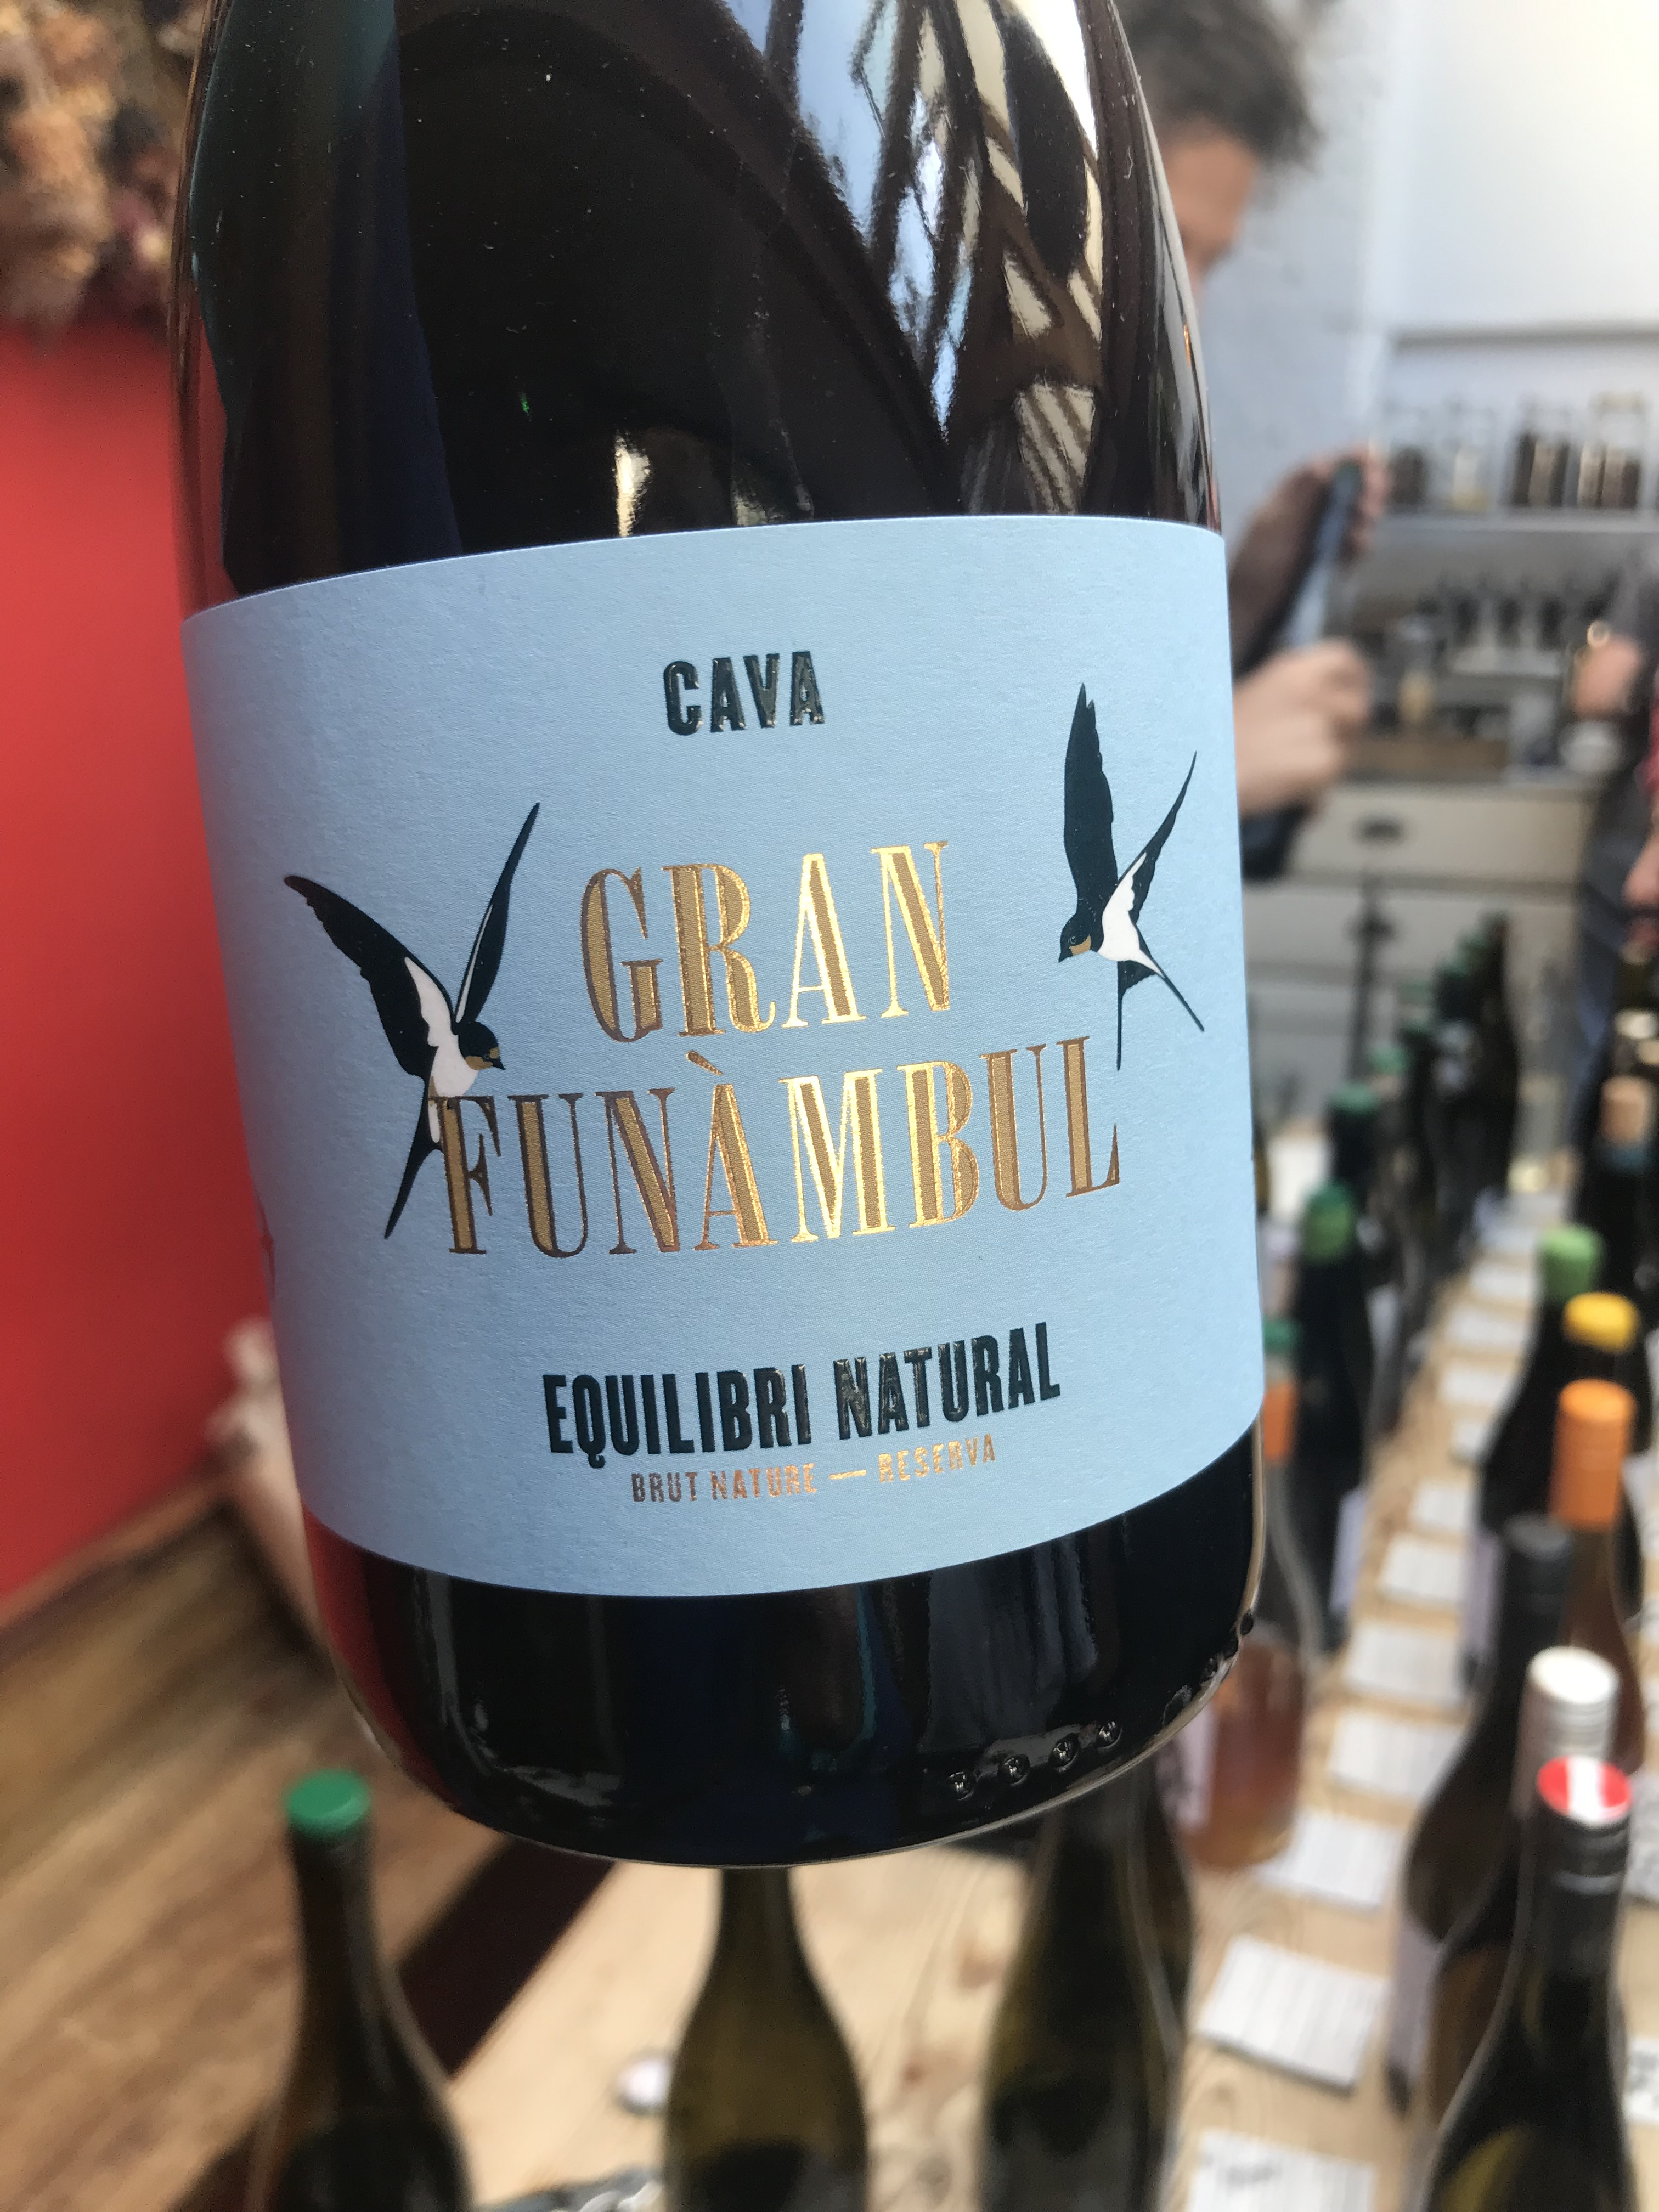 CAVA
GRAN
FUNÀMBUL
EQUILIBRI NATURAL
BRUT NATURE — RESERVA